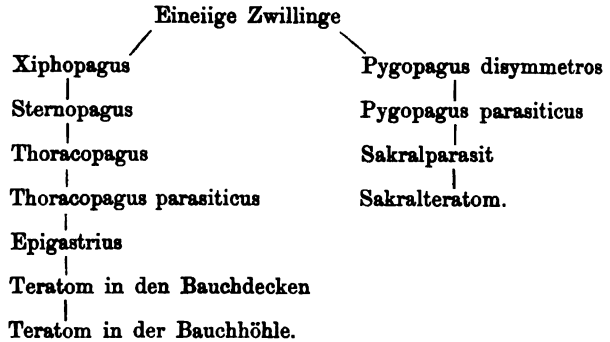 Eineiige Zwillinge
Xiphopagus
Sternopagus
Thoracopagus
Thoracopagus parasiticus
Epigastrius
Teratom in den Bauchdecken
Teratom in der Bauchhöhle.
Pygopagus disymmetros
Pygopagus parasiticus
Sakralparasit
Sakralteratom.